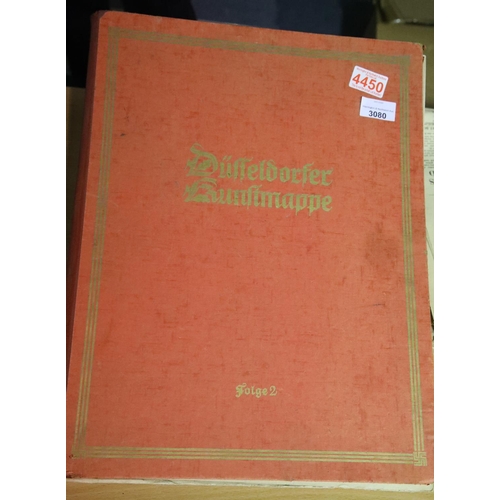 4450
3080
Düsseldorfer
Kunstmappe
Folge 2